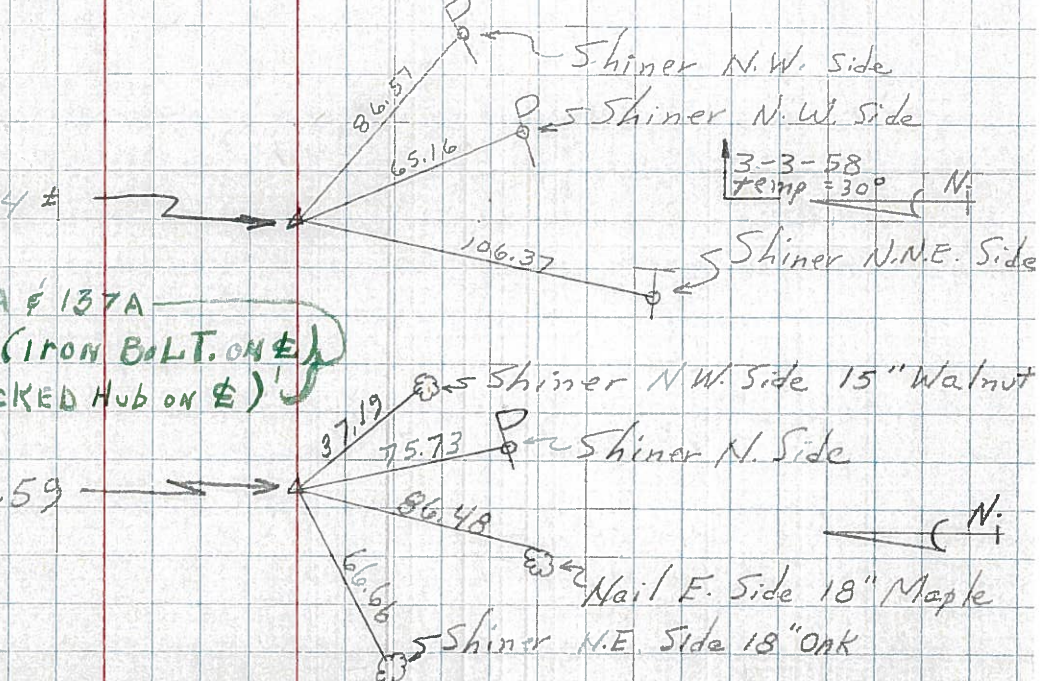 Shiner N.W. Side
86.57
Shiner N.W. Side
65.16
3-3-58
temp = 30°
N.
4 ⅊
106.37
Shiner N.N.E. Side
137A
(Iron BoLT. ON ⅊)
CKED Hub ON ⅊)
Shiner N.W. Side 15" Walnut
37.19
75.73
Shiner N. Side
.59
86.48
N.
Nail E. Side 18" Maple
66.66
Shiner N.E. Side 18" Oak